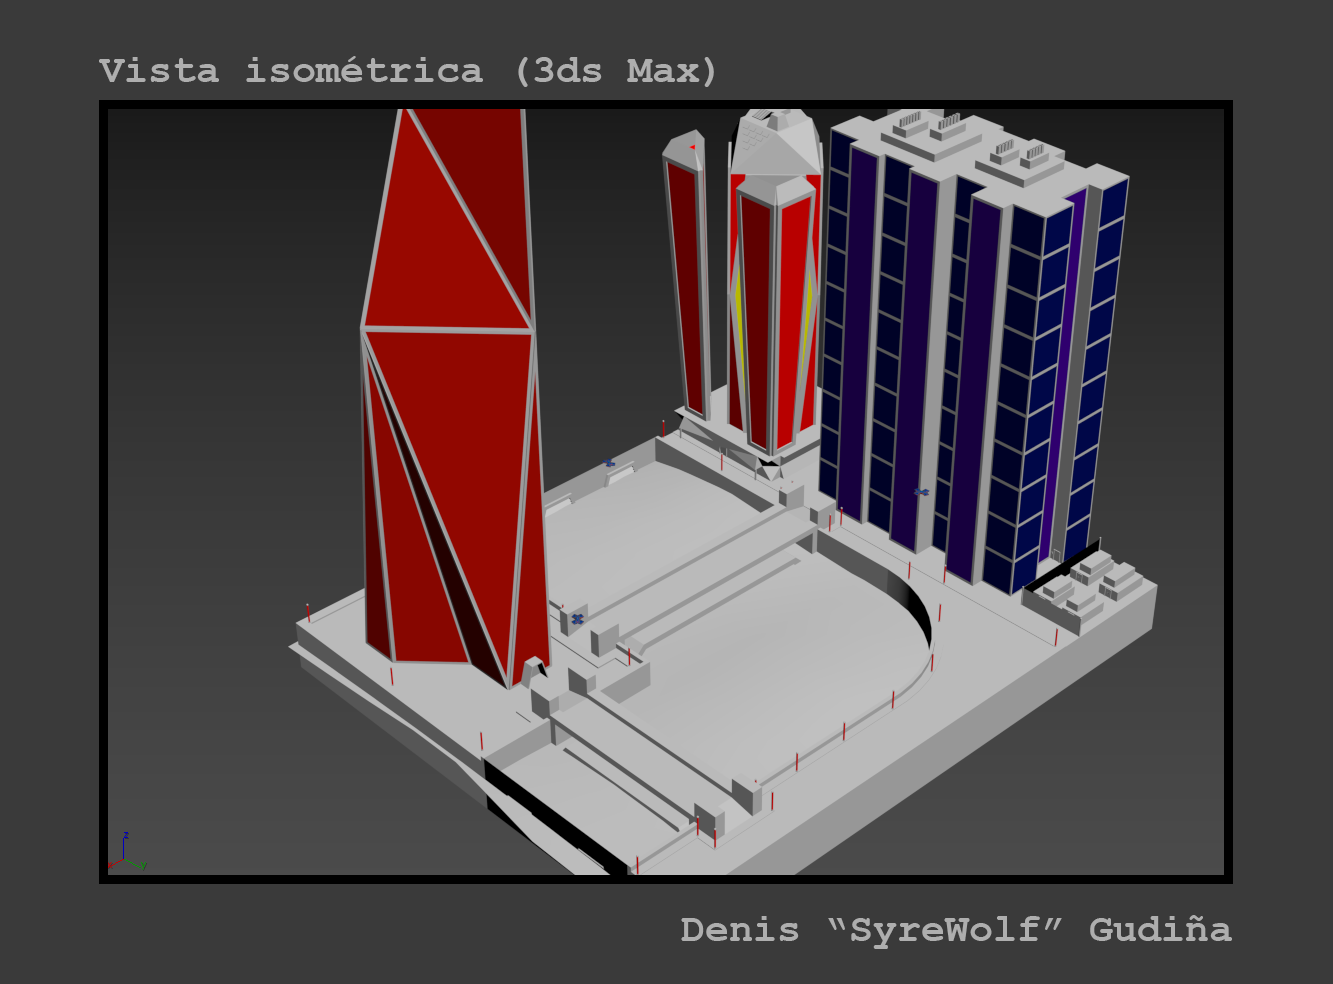 Vista isométrica (3ds Max)
z
y
Denis “SyreWolf” Gudiña